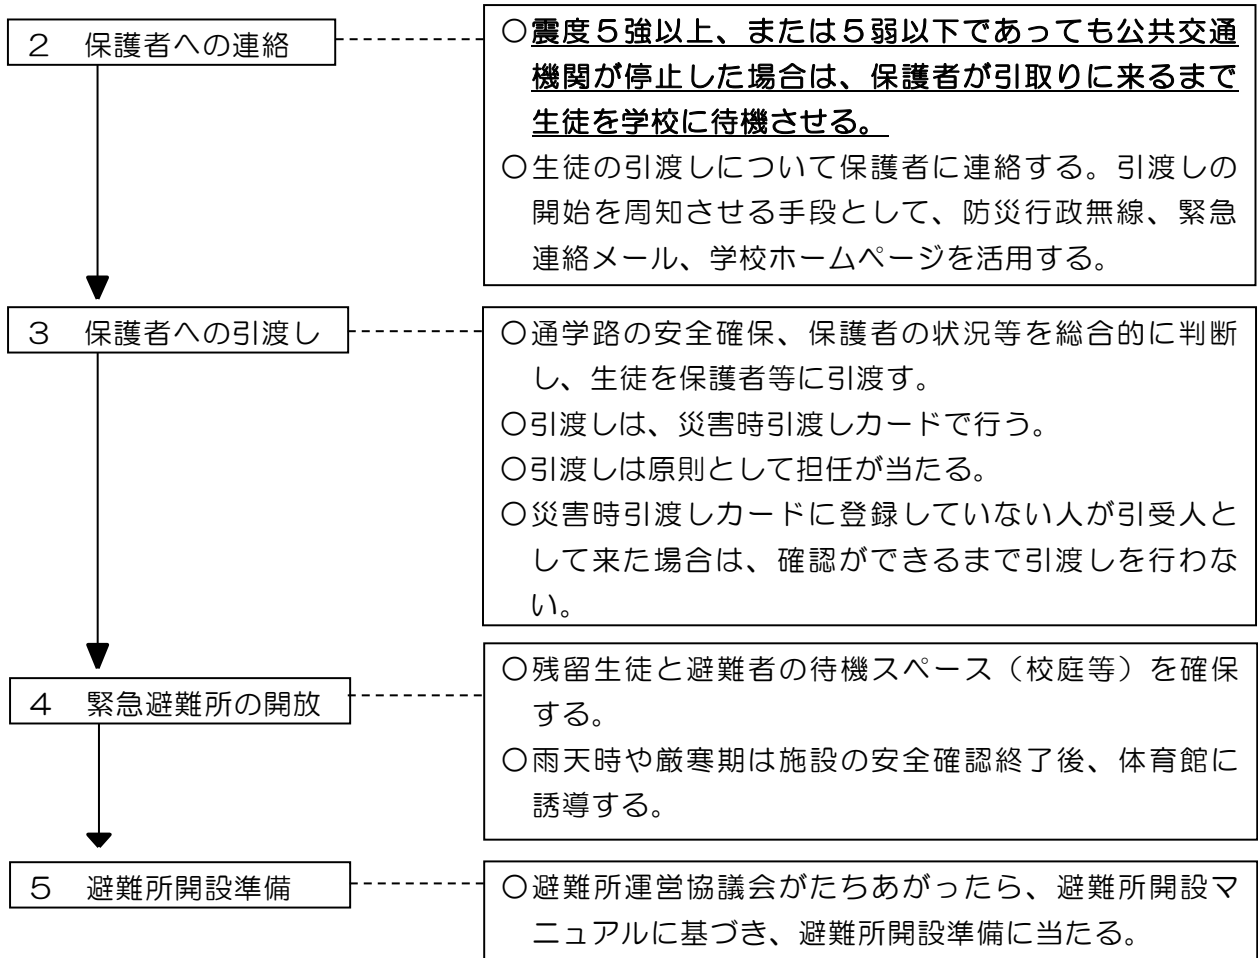 ２　保護者への連絡
○震度５強以上、または５弱以下であっても公共交通
機関が停止した場合は、保護者が引取りに来るまで
生徒を学校に待機させる。
○生徒の引渡しについて保護者に連絡する。引渡しの
開始を周知させる手段として、防災行政無線、緊急
連絡メール、学校ホームページを活用する。
３　保護者への引渡し
○通学路の安全確保、保護者の状況等を総合的に判断
し、生徒を保護者等に引渡す。
○引渡しは、災害時引渡しカードで行う。
○引渡しは原則として担任が当たる。
○災害時引渡しカードに登録していない人が引受人と
して来た場合は、確認ができるまで引渡しを行わな
い。
４　緊急避難所の開放
○残留生徒と避難者の待機スペース（校庭等）を確保
する。
○雨天時や厳寒期は施設の安全確認終了後、体育館に
誘導する。
５　避難所開設準備
○避難所運営協議会がたちあがったら、避難所開設マ
ニュアルに基づき、避難所開設準備に当たる。